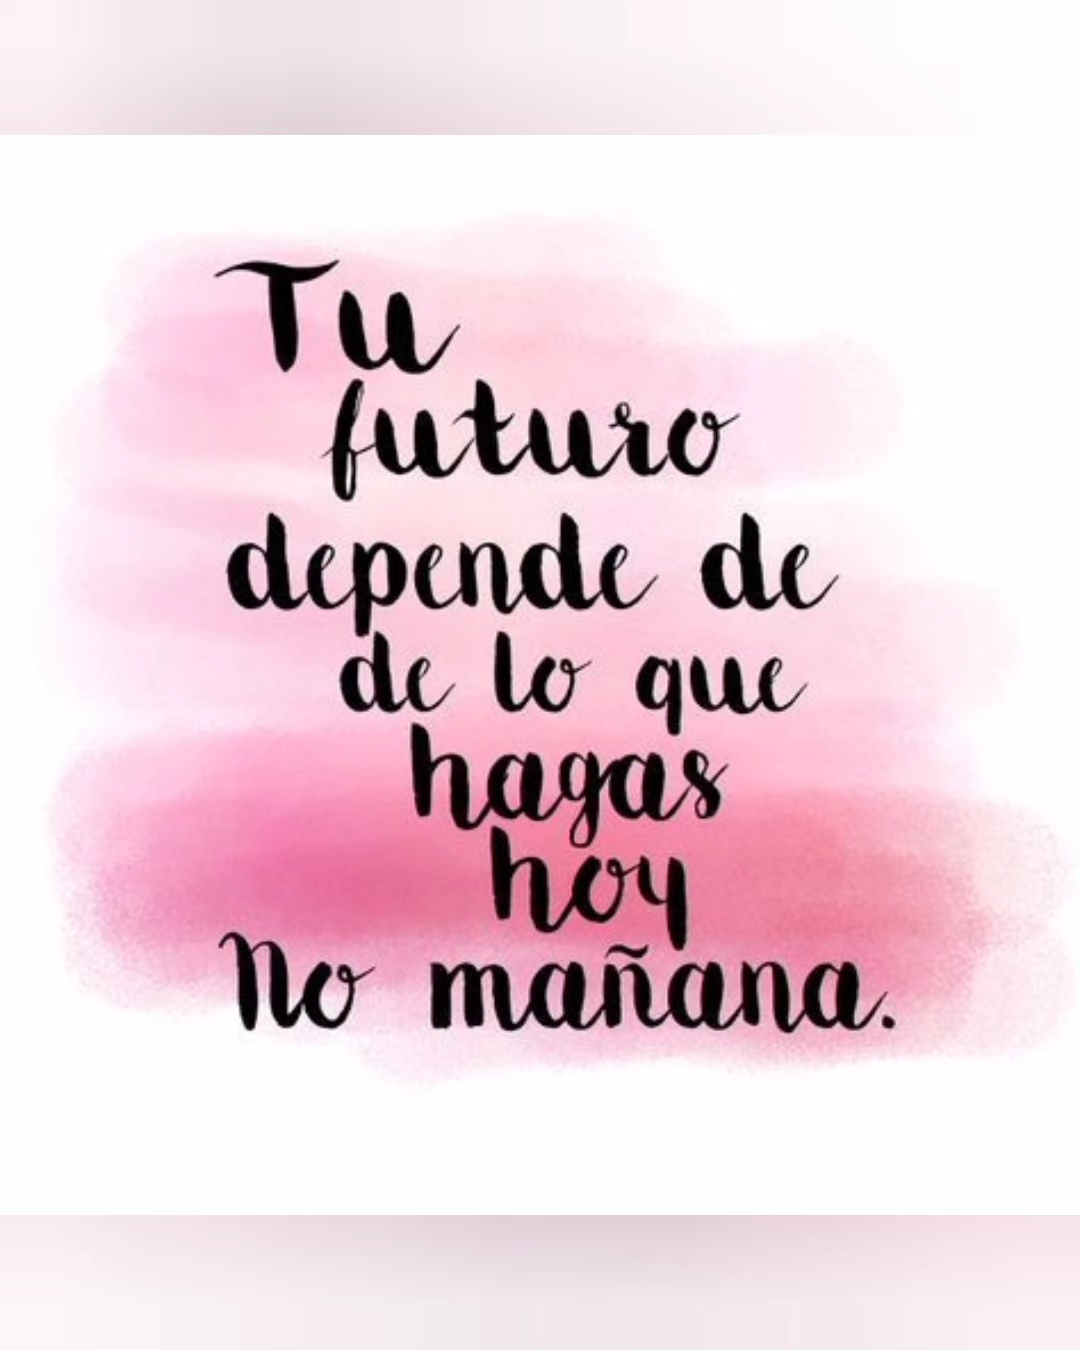 Tu
futuro
depende de
de lo que
hagas
hoy
No mañana.